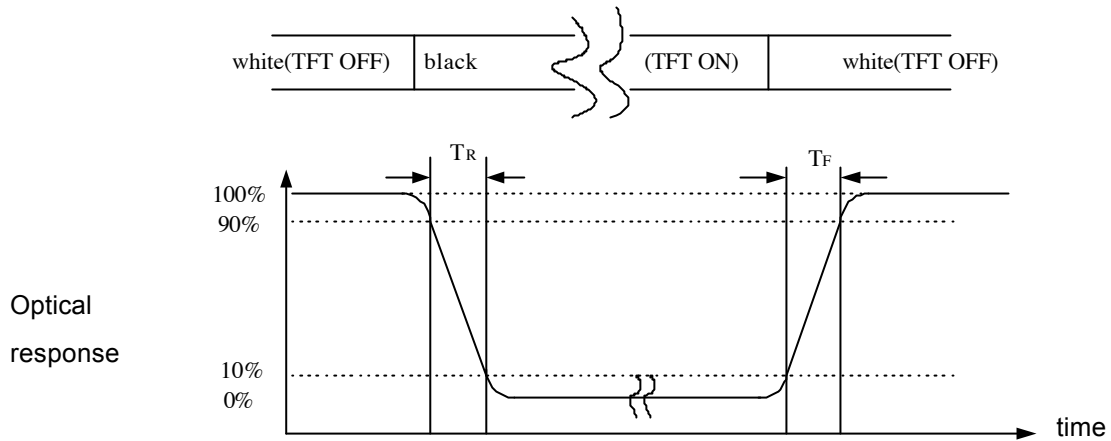 white(TFT OFF) black (TFT ON) white(TFT OFF)
TR TF
100%
90%
Optical
response
10%
0%
time